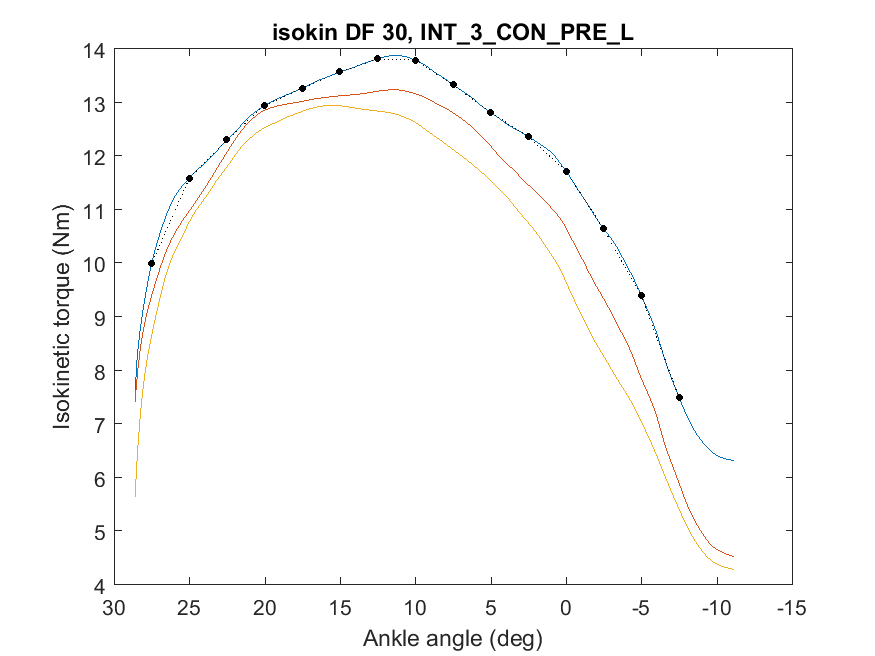 isokin DF 30, INT_3_CON_PRE_L
14
13
12
11
10
9
8
7
6
5
4
Isokinetic torque (Nm)
30 25 20 15 10 5 0 -5 -10 -15
Ankle angle (deg)